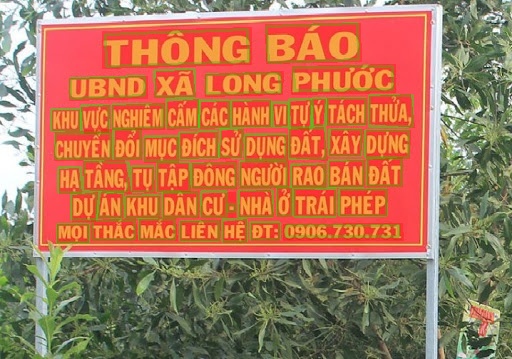 THÔNG BÁO
UBND XÃ LONG PHƯỚC
KHU VỰC NGHIÊM CẤM CÁC HÀNH VI TỰ Ý TÁCH THỬA,
CHUYỂN ĐỔI MỤC ĐÍCH SỬ DỤNG ĐẤT, XÂY DỰNG
HẠ TẦNG, TỤ TẬP ĐÔNG NGƯỜI RAO BÁN ĐẤT
DỰ ÁN KHU DÂN CƯ - NHÀ Ở TRÁI PHÉP
MỌI THẮC MẮC LIÊN HỆ ĐT: 0906.730.731